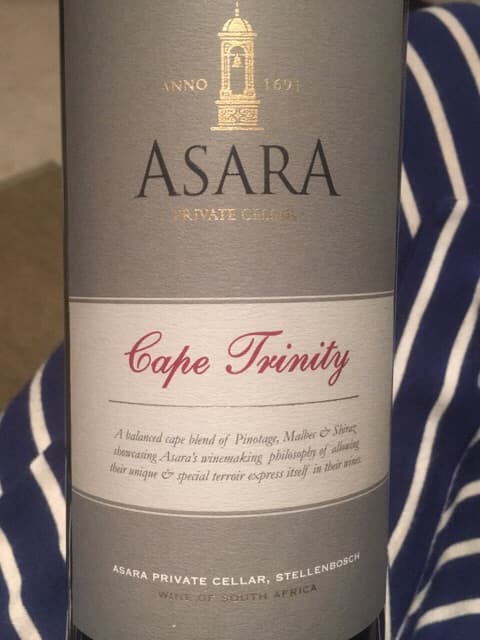 ANNO 1691
ASARA
PRIVATE CELLAR
Cape Trinity
A balanced cape blend of Pinotage, Malbec & Shiraz
showcasing Asara's winemaking philosophy of allowing
their unique & special terroir express itself in their wines.
ASARA PRIVATE CELLAR, STELLENBOSCH
WINE OF SOUTH AFRICA